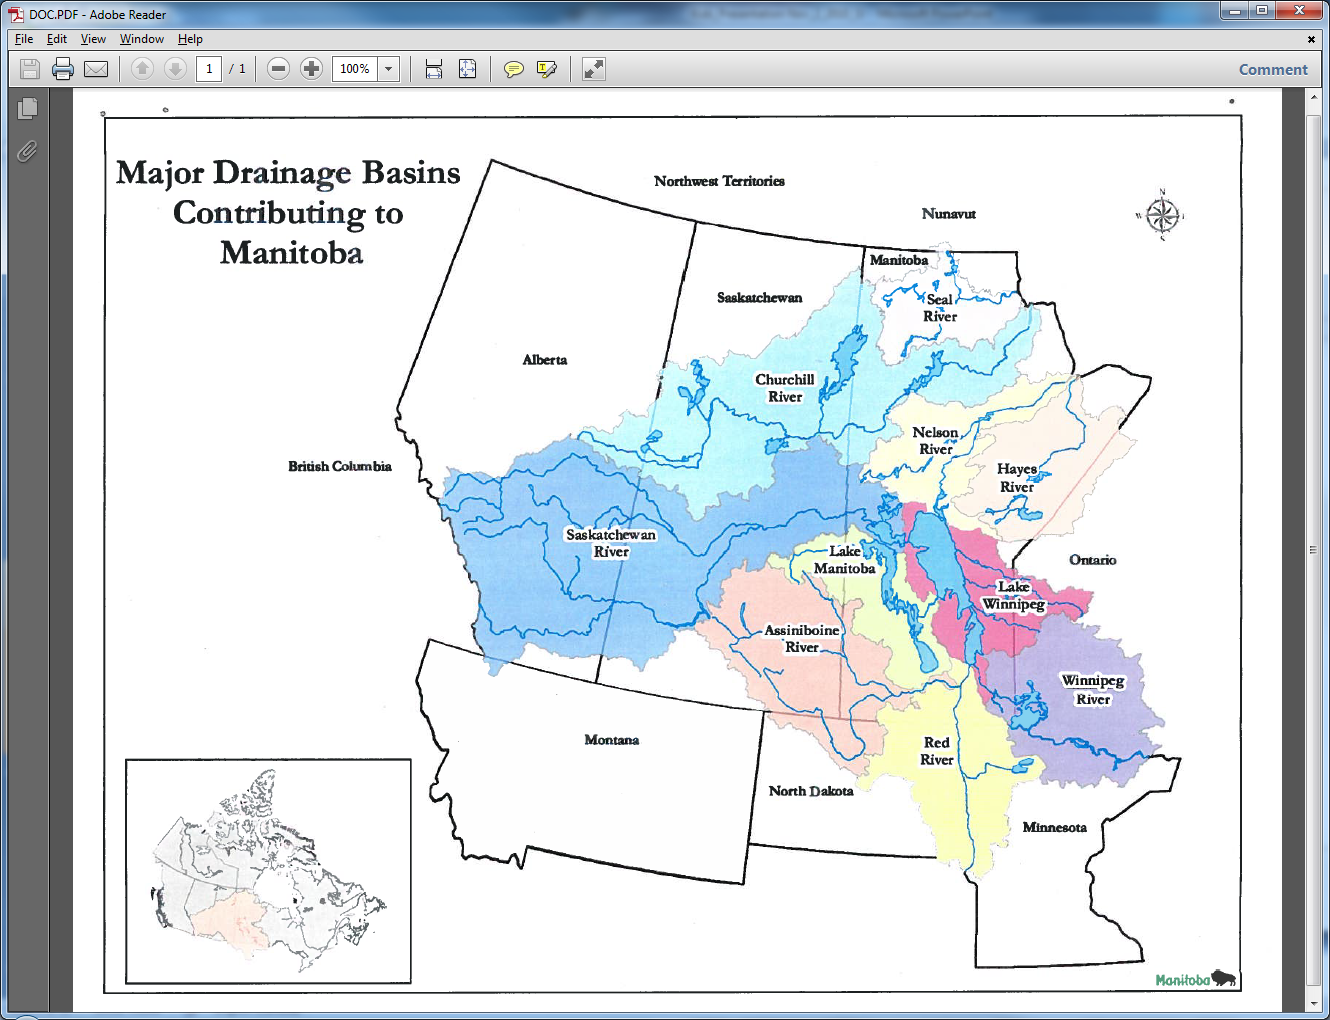 DOC.PDF - Adobe Reader
File Edit View Window Help
1 / 1 100% Comment
Major Drainage Basins
Contributing to
Manitoba
Northwest Territories
Nunavut
N
Manitoba
Saskatchewan
Seal
River
Alberta
Churchill
River
Nelson
River
British Columbia
Hayes
River
Saskatchewan
River
Lake
Manitoba
Ontario
Lake
Winnipeg
Assiniboine
River
Winnipeg
River
Montana
Red
River
North Dakota
Minnesota
Manitoba